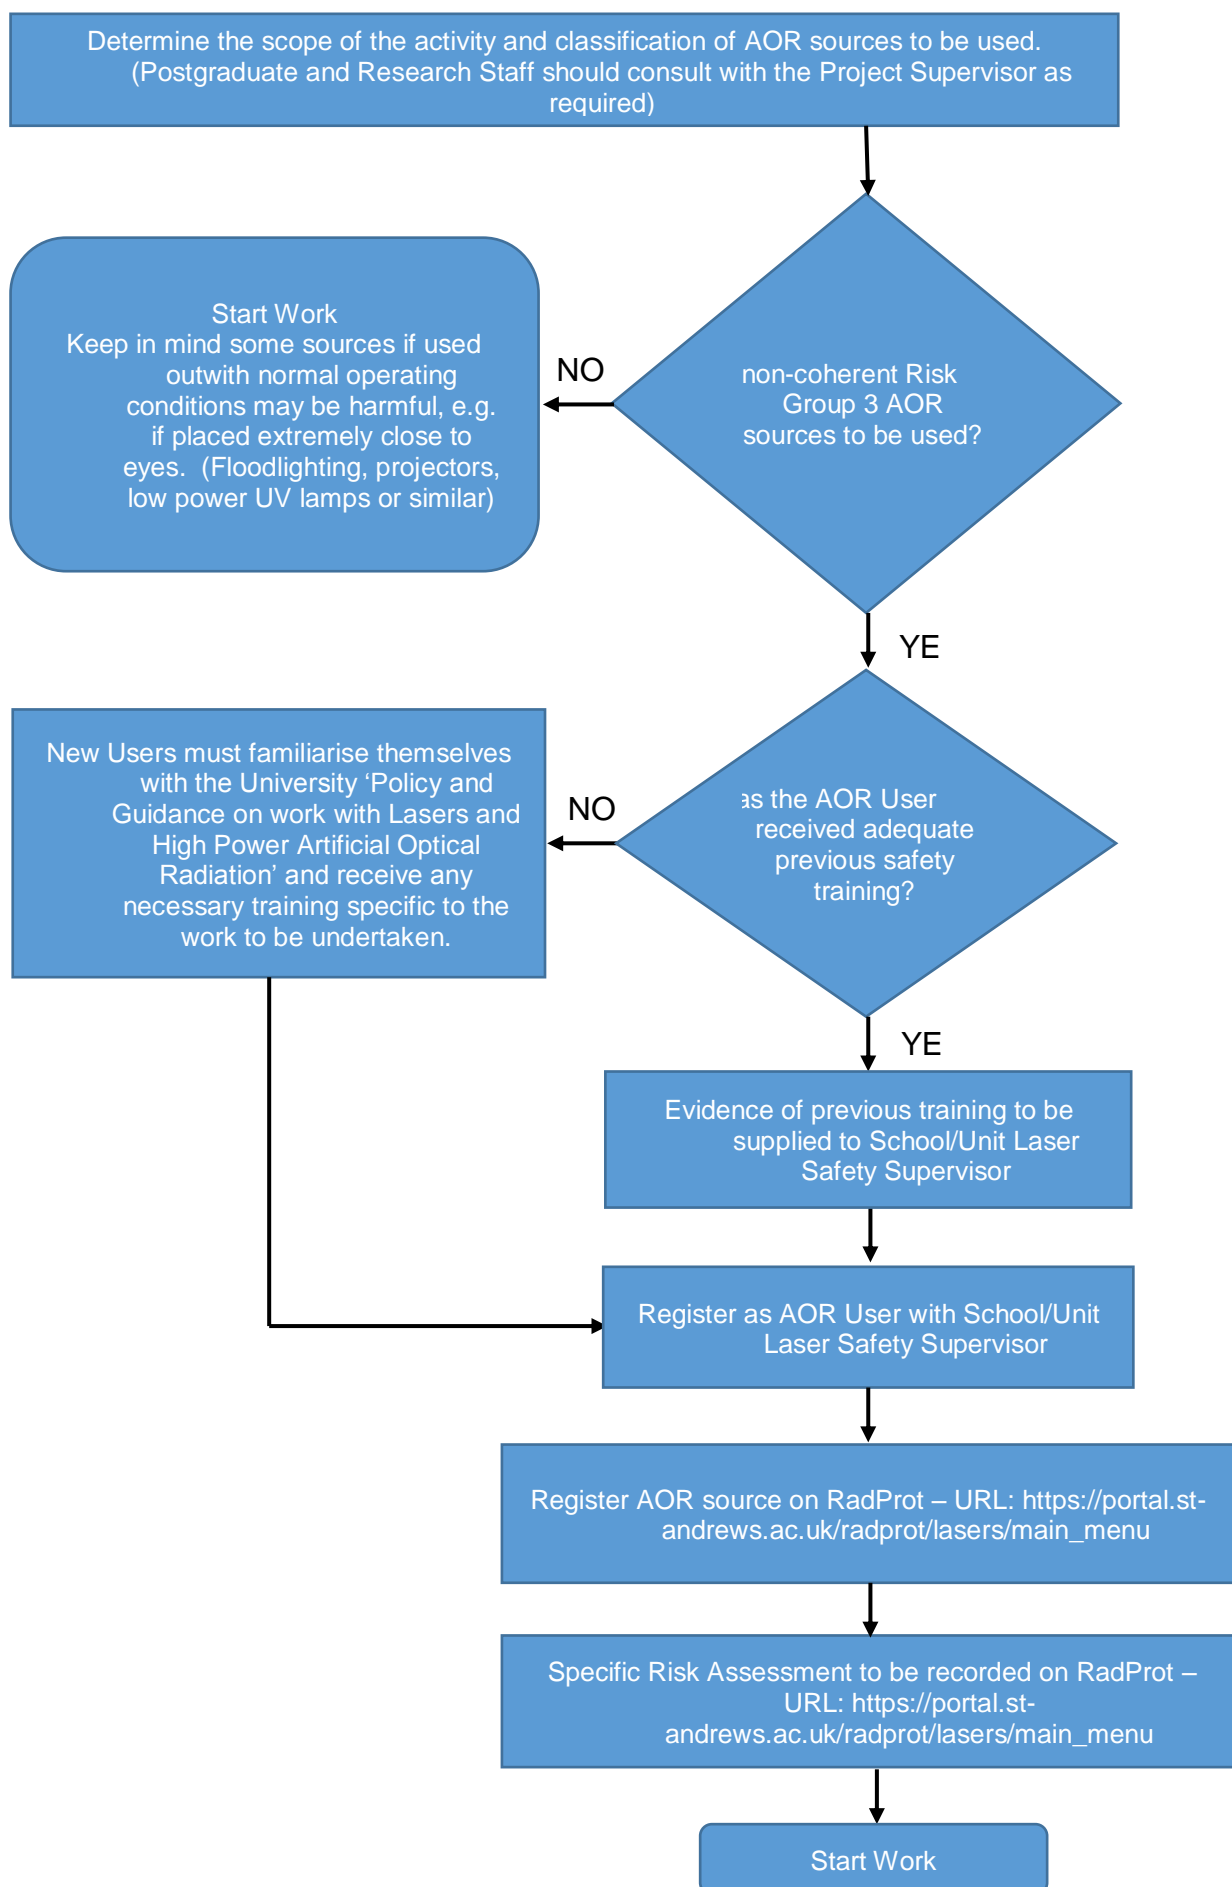 Determine the scope of the activity and classification of AOR sources to be used.
(Postgraduate and Research Staff should consult with the Project Supervisor as
required)
Start Work
Keep in mind some sources if used
outwith normal operating
conditions may be harmful, e.g.
if placed extremely close to
eyes. (Floodlighting, projectors,
low power UV lamps or similar)
NO
non-coherent Risk
Group 3 AOR
sources to be used?
YE
New Users must familiarise themselves
with the University ‘Policy and
Guidance on work with Lasers and
High Power Artificial Optical
Radiation’ and receive any
necessary training specific to the
work to be undertaken.
NO
as the AOR User
received adequate
previous safety
training?
YE
Evidence of previous training to be
supplied to School/Unit Laser
Safety Supervisor
Register as AOR User with School/Unit
Laser Safety Supervisor
Register AOR source on RadProt – URL: https://portal.st-
andrews.ac.uk/radprot/lasers/main_menu
Specific Risk Assessment to be recorded on RadProt –
URL: https://portal.st-
andrews.ac.uk/radprot/lasers/main_menu
Start Work